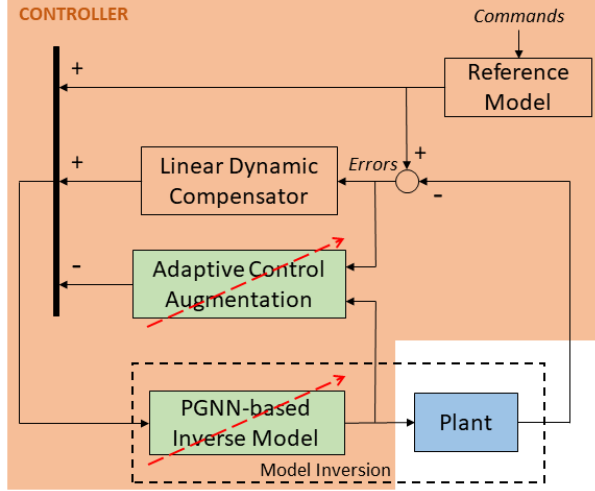 CONTROLLER
Commands
Reference
Model
+
+
Linear Dynamic
Compensator
Errors
+
-
-
Adaptive Control
Augmentation
PGNN-based
Inverse Model
Plant
Model Inversion